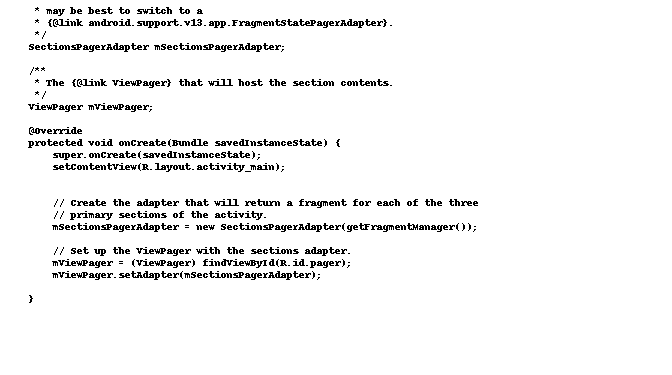 * may be best to switch to a
* {@link android.support.v13.app.FragmentStatePagerAdapter}.
*/
SectionsPagerAdapter mSectionsPagerAdapter;
/**
* The {@link ViewPager} that will host the section contents.
*/
ViewPager mViewPager;
@Override
protected void onCreate(Bundle savedInstanceState) {
super.onCreate(savedInstanceState);
setContentView(R.layout.activity_main);
// Create the adapter that will return a fragment for each of the three
// primary sections of the activity.
mSectionsPagerAdapter = new SectionsPagerAdapter(getFragmentManager());
// Set up the ViewPager with the sections adapter.
mViewPager = (ViewPager) findViewById(R.id.pager);
mViewPager.setAdapter(mSectionsPagerAdapter);
}